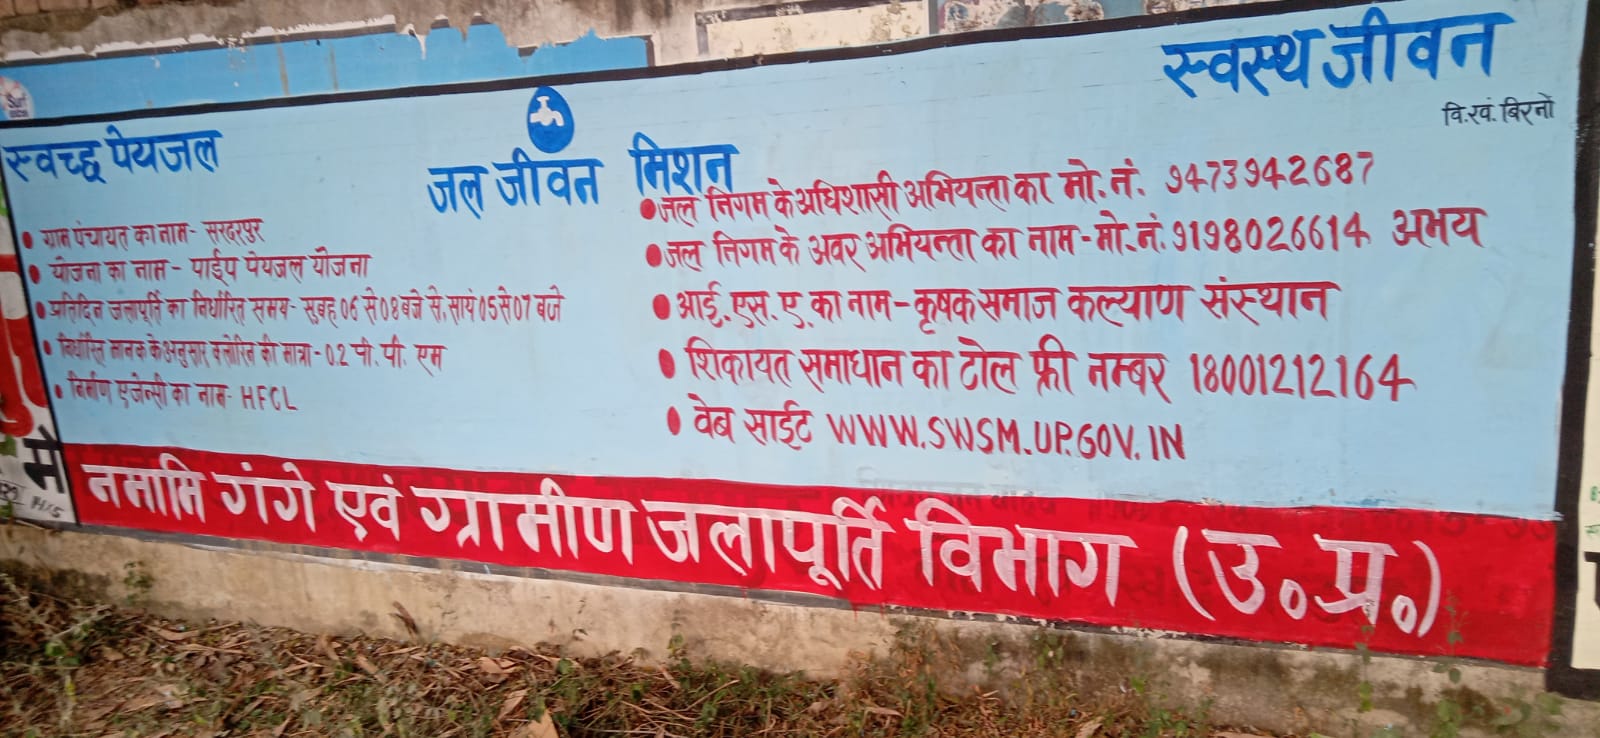 स्वस्थ जीवन
वि.खं. बिरनों
स्वच्छ पेयजल
जल जीवन मिशन
• ग्राम पंचायत का नाम- सरदरपुर
• योजना का नाम- पाईप पेयजल योजना
• प्रतिदिन जलापूर्ति का निर्धारित समय- सुबह 06 से 08 बजे से, सायं 05 से 07 बजे
• निर्धारित मानक के अनुसार क्लोरिन की मात्रा- 0.2 पी. पी. एम
• निर्माण एजेन्सी का नाम- HFCL
• जल निगम के अधिशासी अभियन्ता का मो. नं. 9473942687
• जल निगम के अवर अभियन्ता का नाम- मो. नं. 9198026614 अभय
• आई. एस. ए. का नाम- कृषक समाज कल्याण संस्थान
• शिकायत समाधान का टोल फ्री नम्बर 18001212164
• वेब साईट WWW.SWSM.UP.GOV.IN
नमामि गंगे एवं ग्रामीण जलापूर्ति विभाग (उ॰प्र॰)
Surf
मे